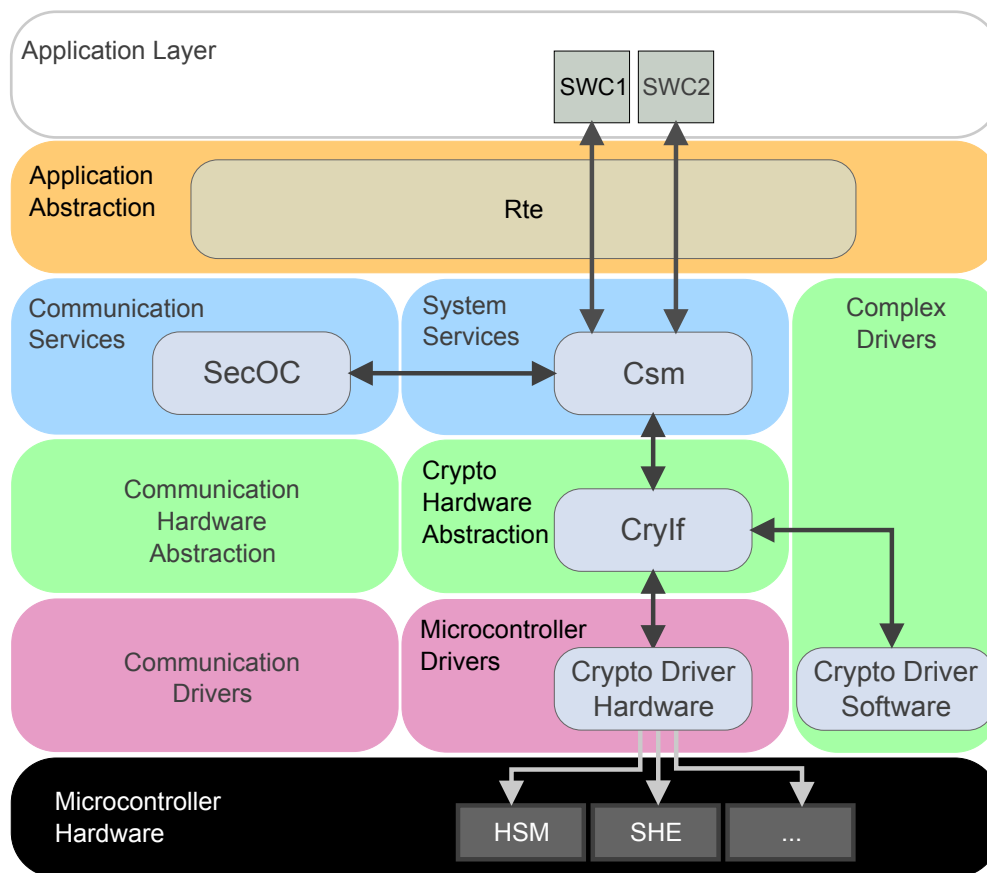 Application Layer
SWC1
SWC2
Application
Abstraction
Rte
Communication
Services
SecOC
System
Services
Csm
Complex
Drivers
Communication
Hardware
Abstraction
Crypto
Hardware
Abstraction
CryIf
Communication
Drivers
Microcontroller
Drivers
Crypto Driver
Hardware
Crypto Driver
Software
Microcontroller
Hardware
HSM
SHE
...